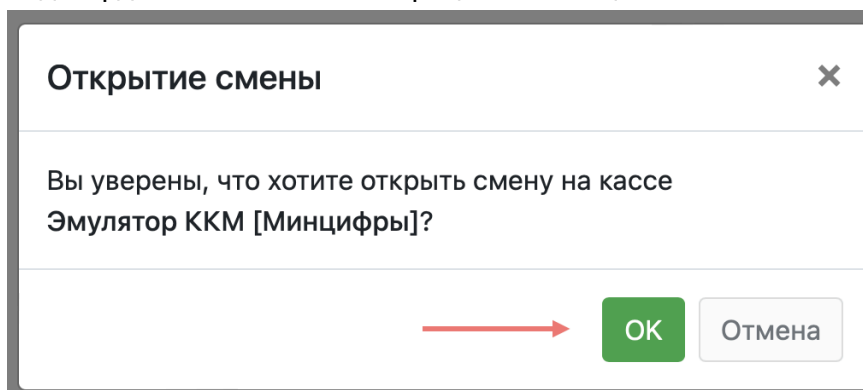 Открытие смены
×
Вы уверены, что хотите открыть смену на кассе
Эмулятор ККМ [Минцифры]?
OK
Отмена